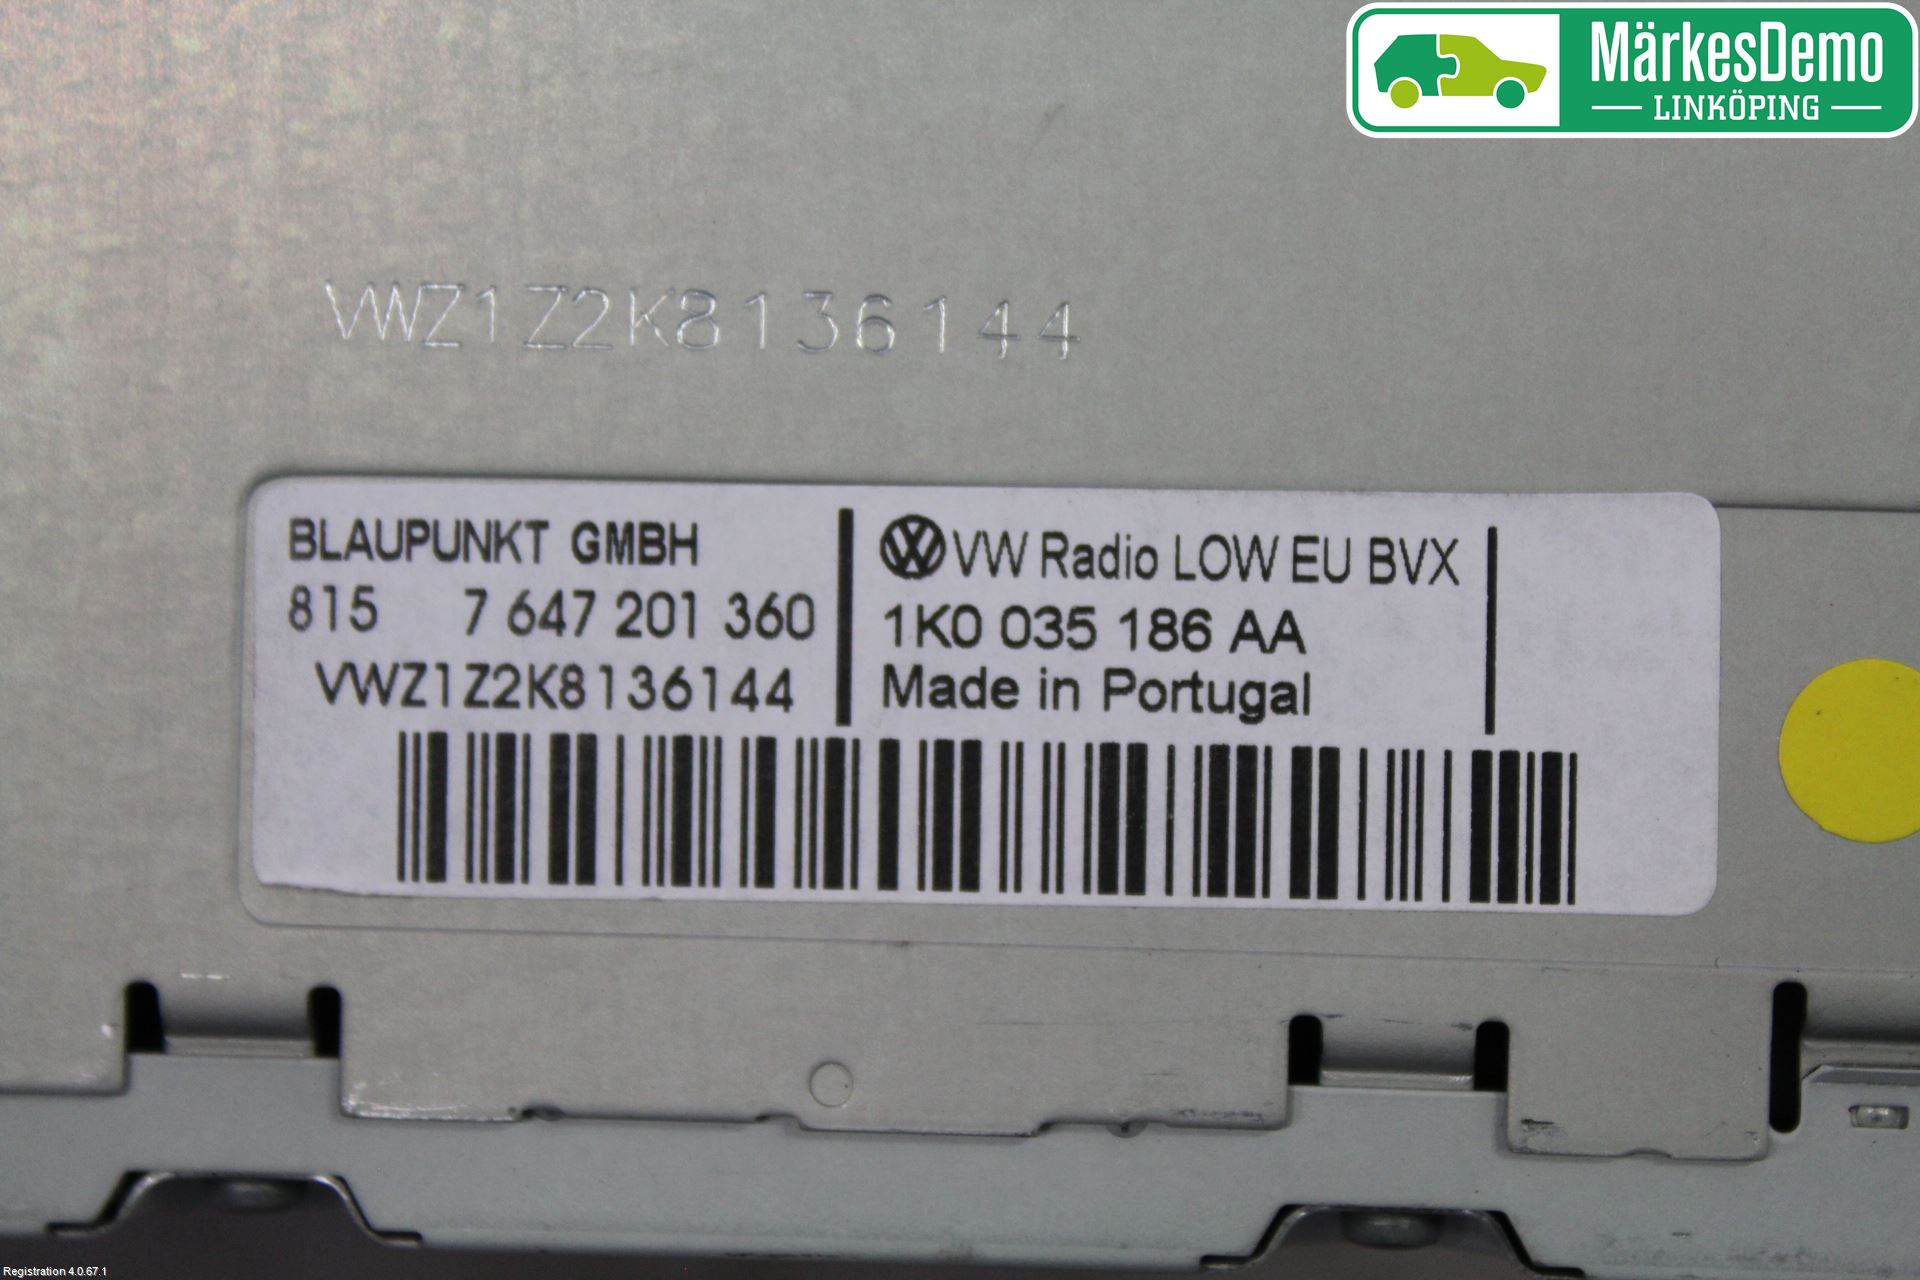 MärkesDemo
LINKÖPING
VWZ1Z2K8136144
BLAUPUNKT GMBH
815 7 647 201 360
VWZ1Z2K8136144
VW Radio LOW EU BVX
1K0 035 186 AA
Made in Portugal
Registration 4.0.67.1